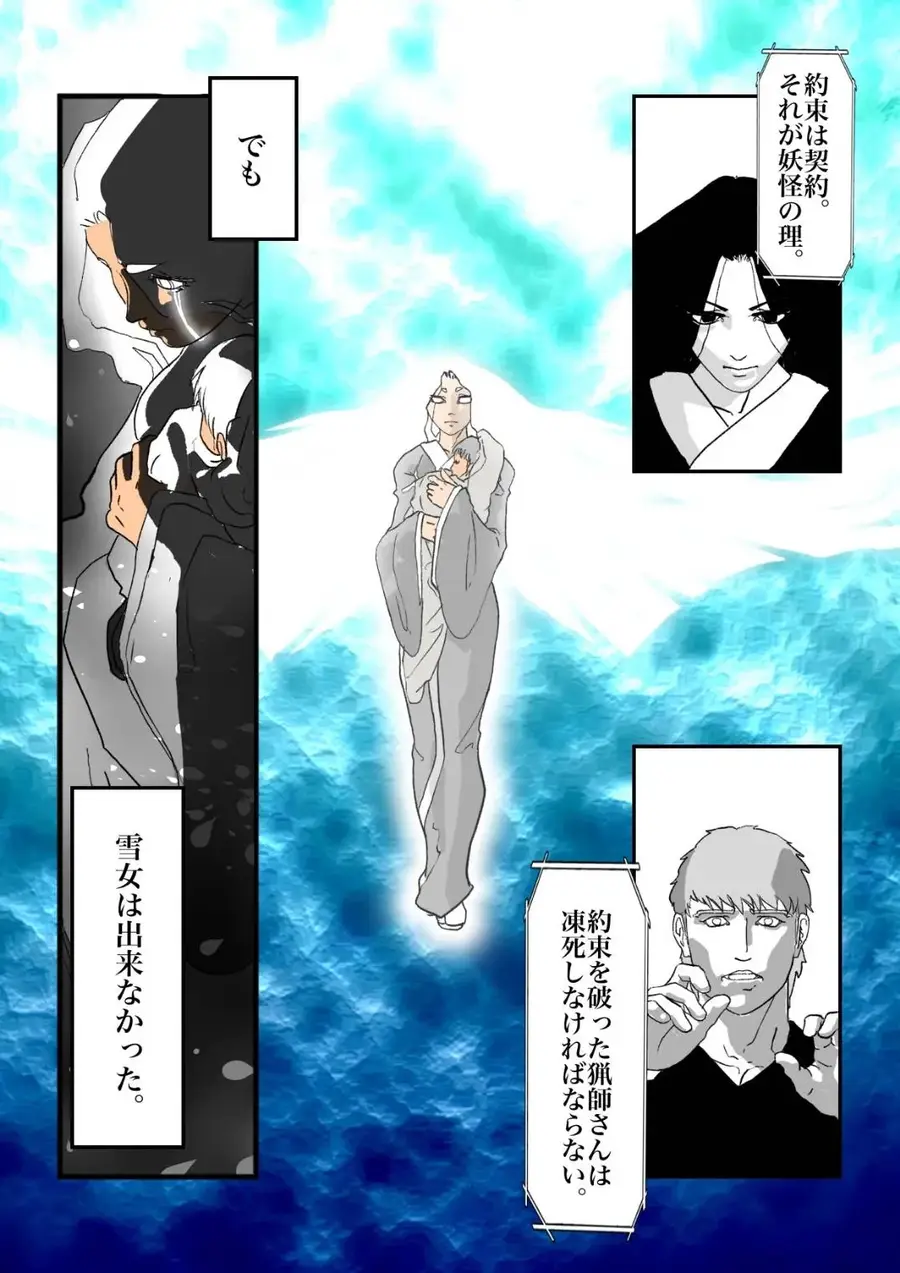 約束は契約。
それが妖怪の理。
約束を破った猟師さんは
凍死しなければならない。
でも
雪女は出来なかった。